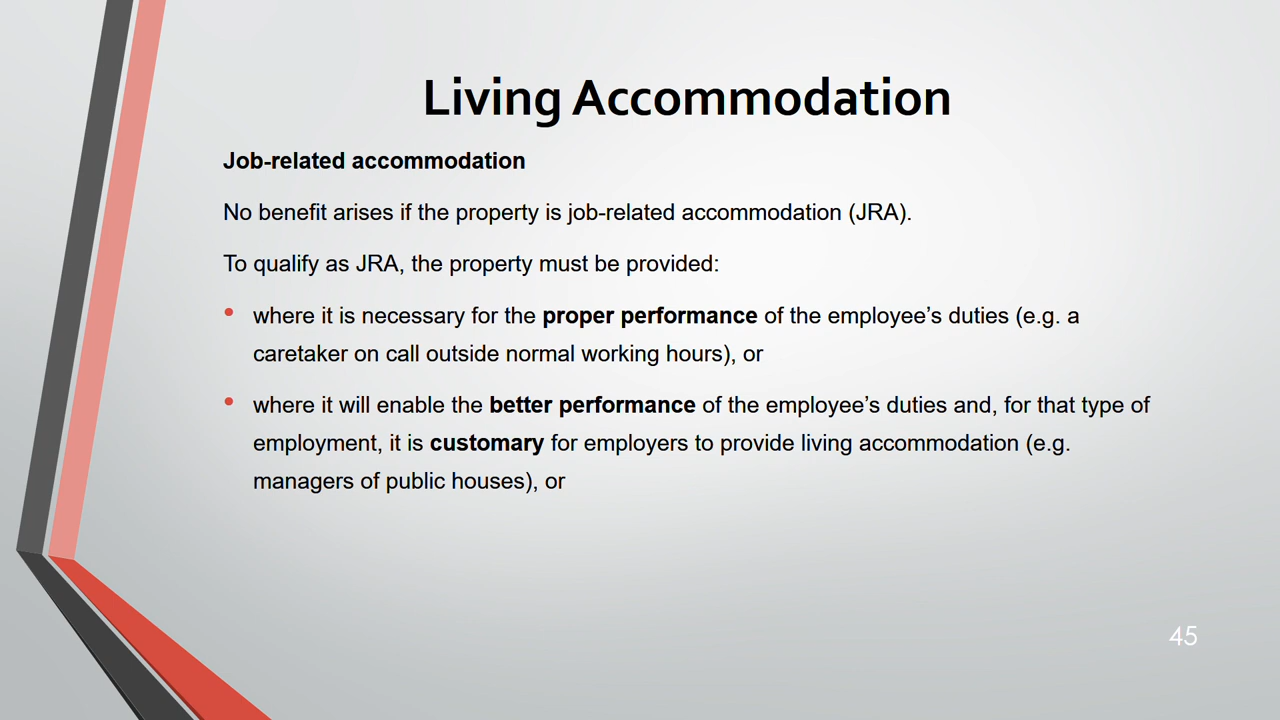 Living Accommodation
Job-related accommodation
No benefit arises if the property is job-related accommodation (JRA).
To qualify as JRA, the property must be provided:
• where it is necessary for the proper performance of the employee’s duties (e.g. a
caretaker on call outside normal working hours), or
• where it will enable the better performance of the employee’s duties and, for that type of
employment, it is customary for employers to provide living accommodation (e.g.
managers of public houses), or
45